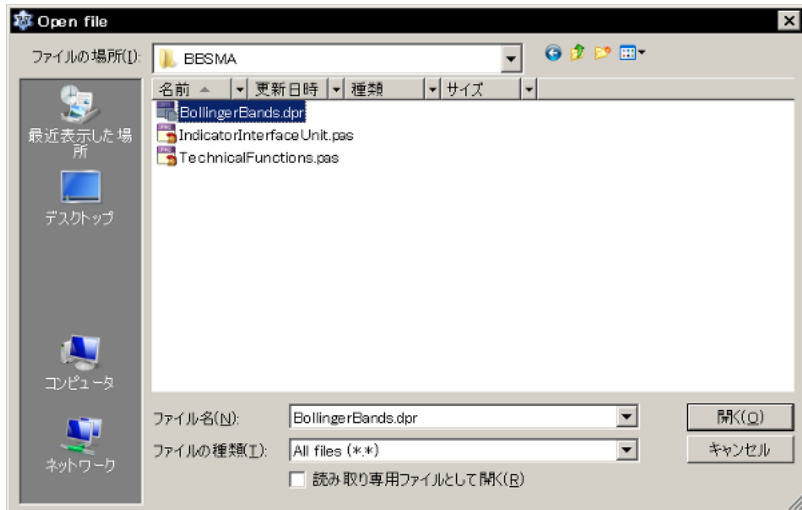 Open file
ファイルの場所(I): BBSMA
名前 更新日時 種類 サイズ
BollingerBands.dpr
IndicatorInterfaceUnit.pas
TechnicalFunctions.pas
最近表示した場所
デスクトップ
コンピュータ
ネットワーク
ファイル名(N): BollingerBands.dpr 開く(O)
ファイルの種類(T): All files (*.*) キャンセル
読み取り専用ファイルとして開く(R)